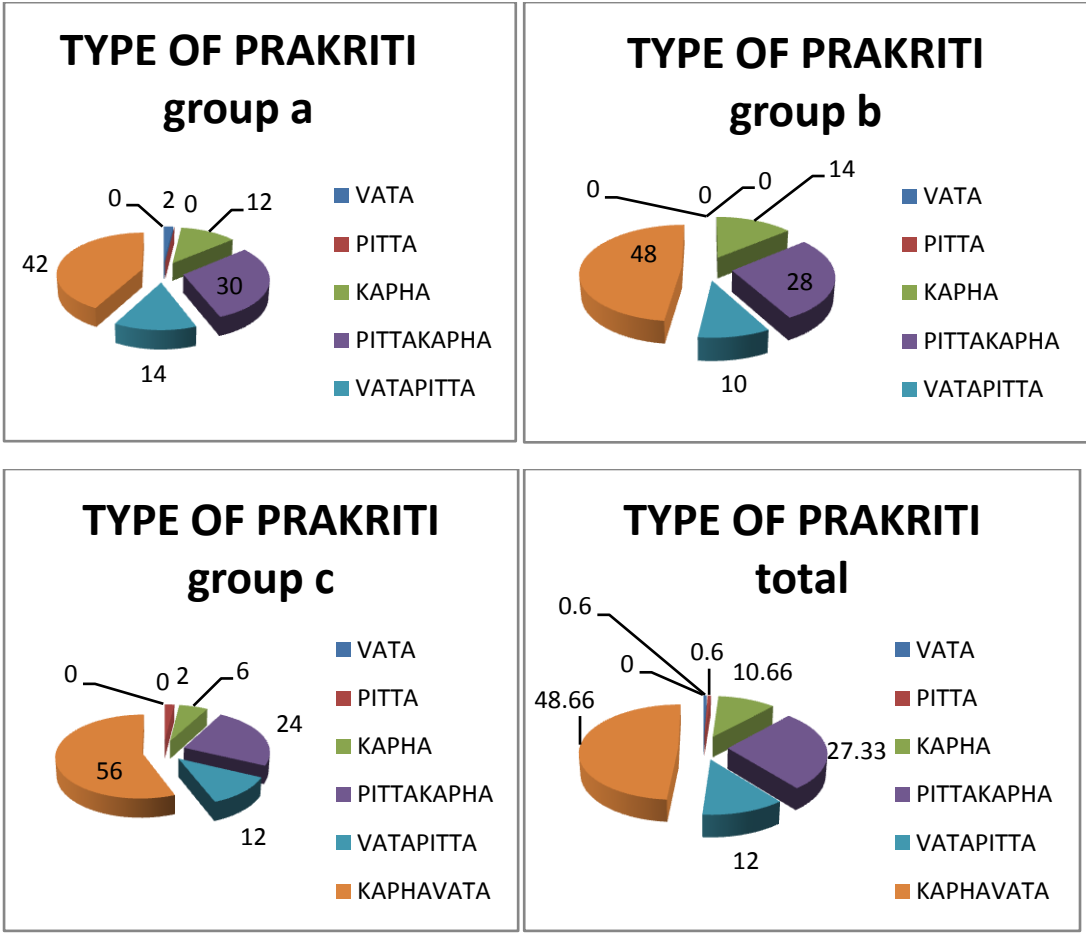 TYPE OF PRAKRITI
group a
0
2
0
12
42
30
14
VATA
PITTA
KAPHA
PITTAKAPHA
VATAPITTA
TYPE OF PRAKRITI
group b
0
0
0
14
48
28
10
VATA
PITTA
KAPHA
PITTAKAPHA
VATAPITTA
TYPE OF PRAKRITI
group c
0
0
2
6
24
56
12
VATA
PITTA
KAPHA
PITTAKAPHA
VATAPITTA
KAPHAVATA
TYPE OF PRAKRITI
total
0.6
0
0.6
10.66
48.66
27.33
12
VATA
PITTA
KAPHA
PITTAKAPHA
VATAPITTA
KAPHAVATA